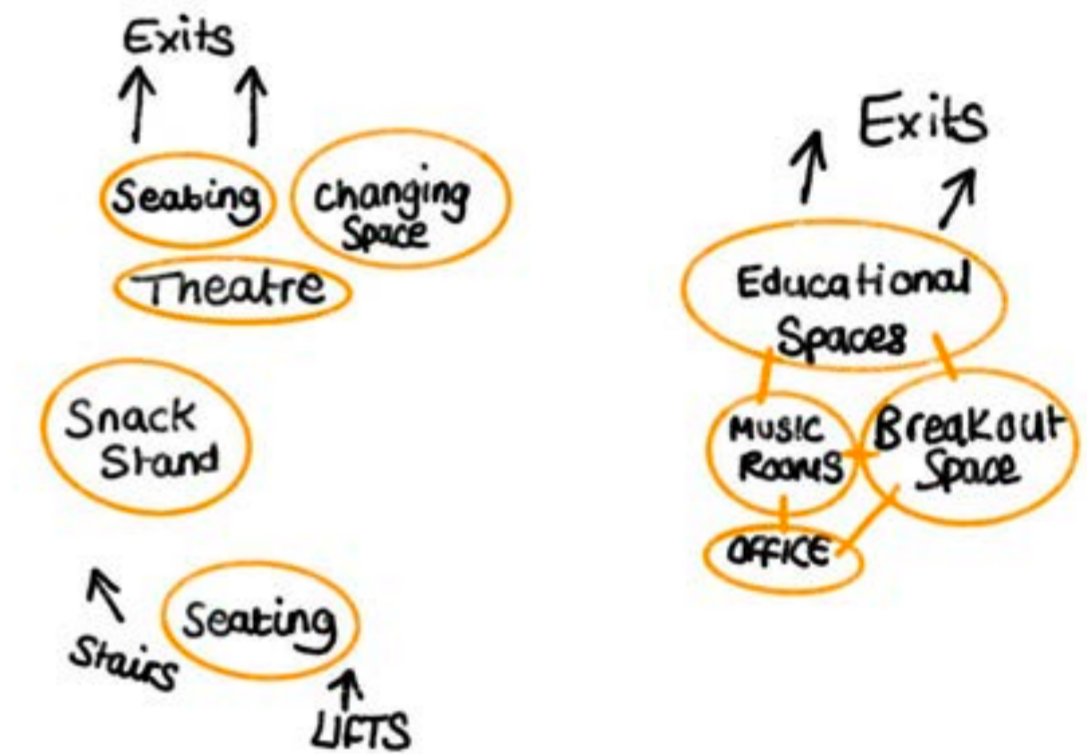 Exits
Seating
Changing
Space
Theatre
Snack
Stand
Seating
Stairs
LIFTS
Exits
Educational
Spaces
MUSIC
ROOMS
Breakout
Space
OFFICE